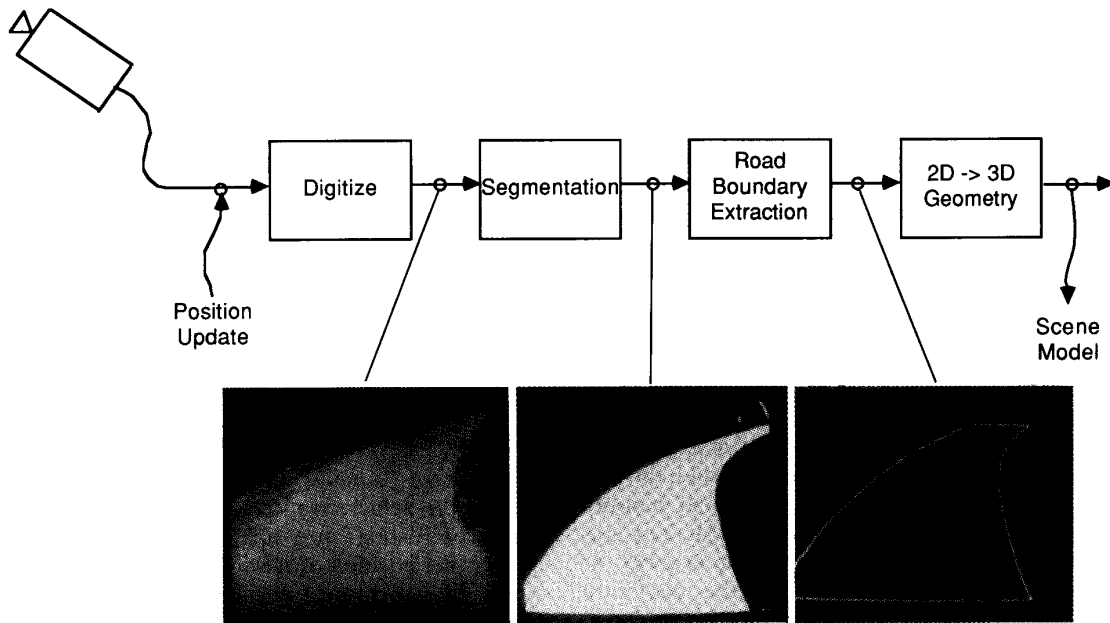 Digitize
Segmentation
Road
Boundary
Extraction
2D -> 3D
Geometry
Position
Update
Scene
Model